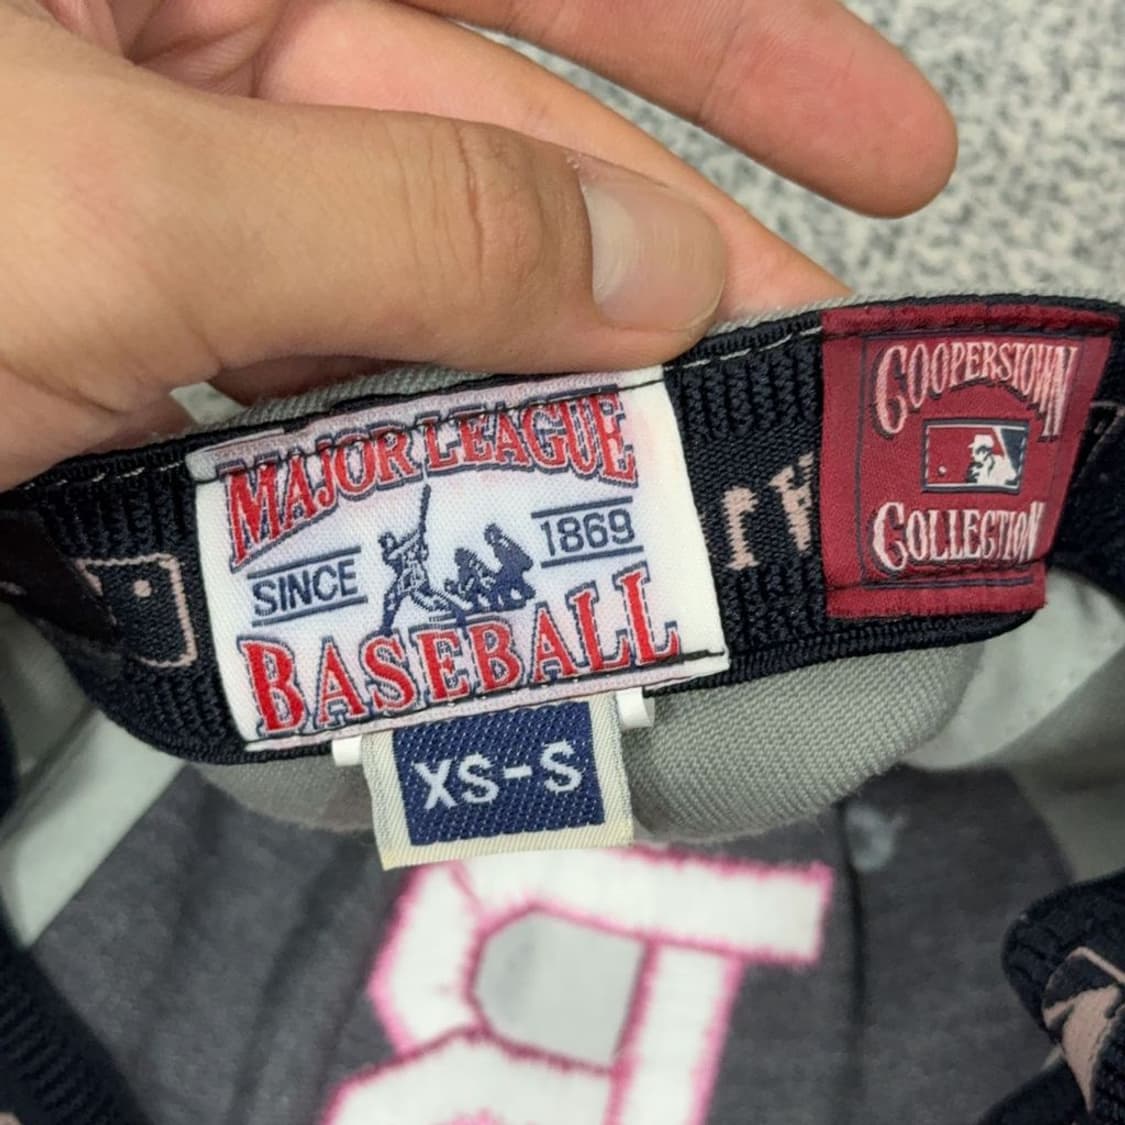 MAJOR LEAGUE
SINCE 1869
BASEBALL
XS-S
COOPERSTOWN
COLLECTION